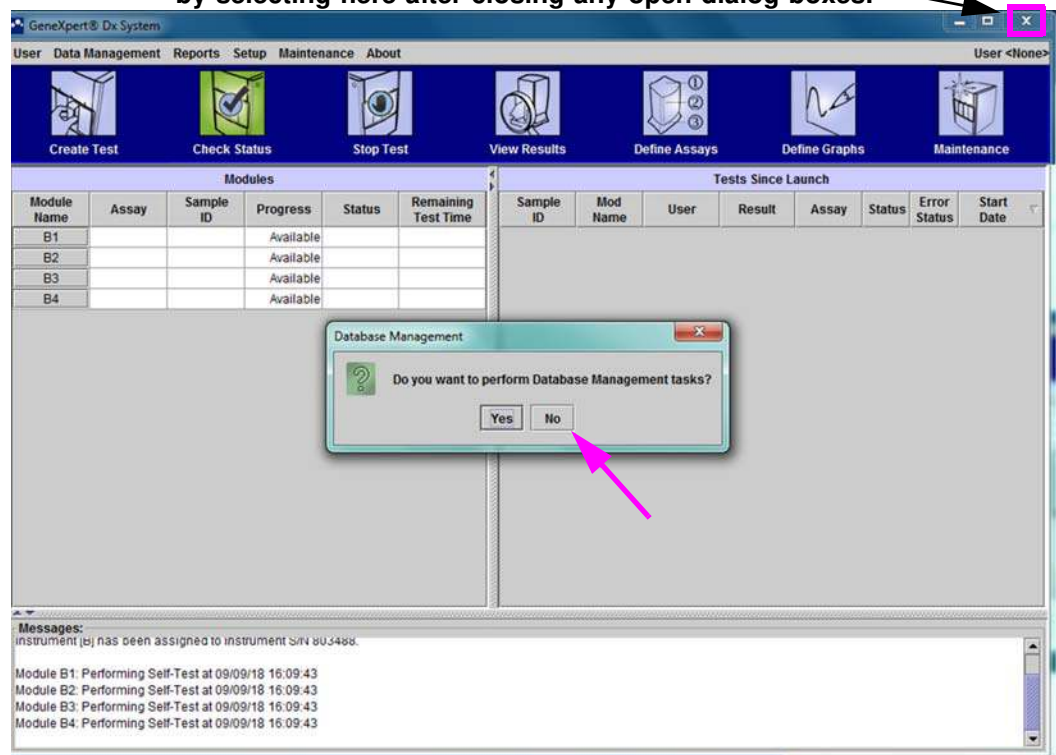 by selecting here after closing any open dialog boxes.
GeneXpert® Dx System
User Data Management Reports Setup Maintenance About User <None>
Create Test Check Status Stop Test View Results Define Assays Define Graphs Maintenance
Modules Tests Since Launch
Module Name Assay Sample ID Progress Status Remaining Test Time Sample ID Mod Name User Result Assay Status Error Status Start Date
B1 Available
B2 Available
B3 Available
B4 Available
Database Management
Do you want to perform Database Management tasks?
Yes No
Messages:
Instrument [B] has been assigned to instrument S/N 803488.
Module B1: Performing Self-Test at 09/09/18 16:09:43
Module B2: Performing Self-Test at 09/09/18 16:09:43
Module B3: Performing Self-Test at 09/09/18 16:09:43
Module B4: Performing Self-Test at 09/09/18 16:09:43